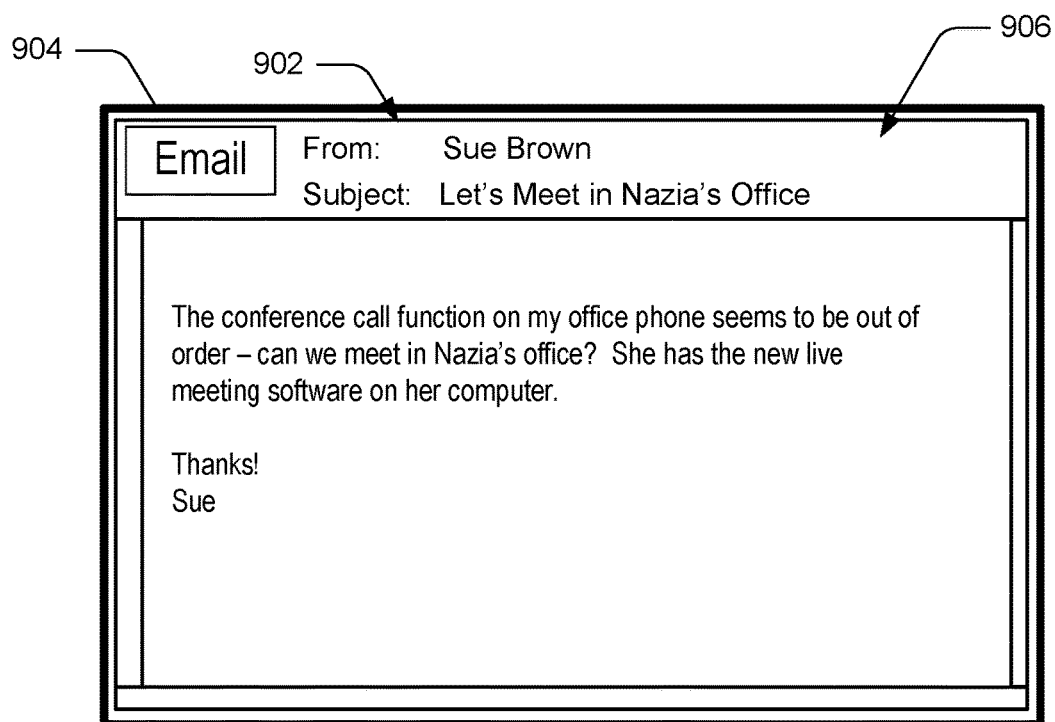 904
902
906
Email
From: Sue Brown
Subject: Let's Meet in Nazia's Office
The conference call function on my office phone seems to be out of
order – can we meet in Nazia's office? She has the new live
meeting software on her computer.
Thanks!
Sue